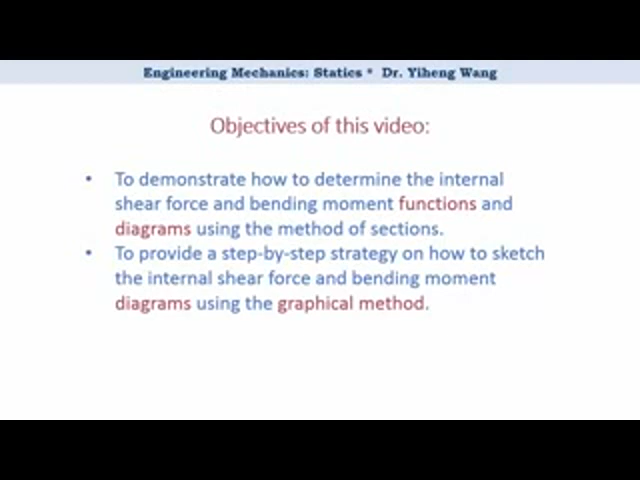 Engineering Mechanics: Statics * Dr. Yiheng Wang
Objectives of this video:
• To demonstrate how to determine the internal
shear force and bending moment functions and
diagrams using the method of sections.
• To provide a step-by-step strategy on how to sketch
the internal shear force and bending moment
diagrams using the graphical method.